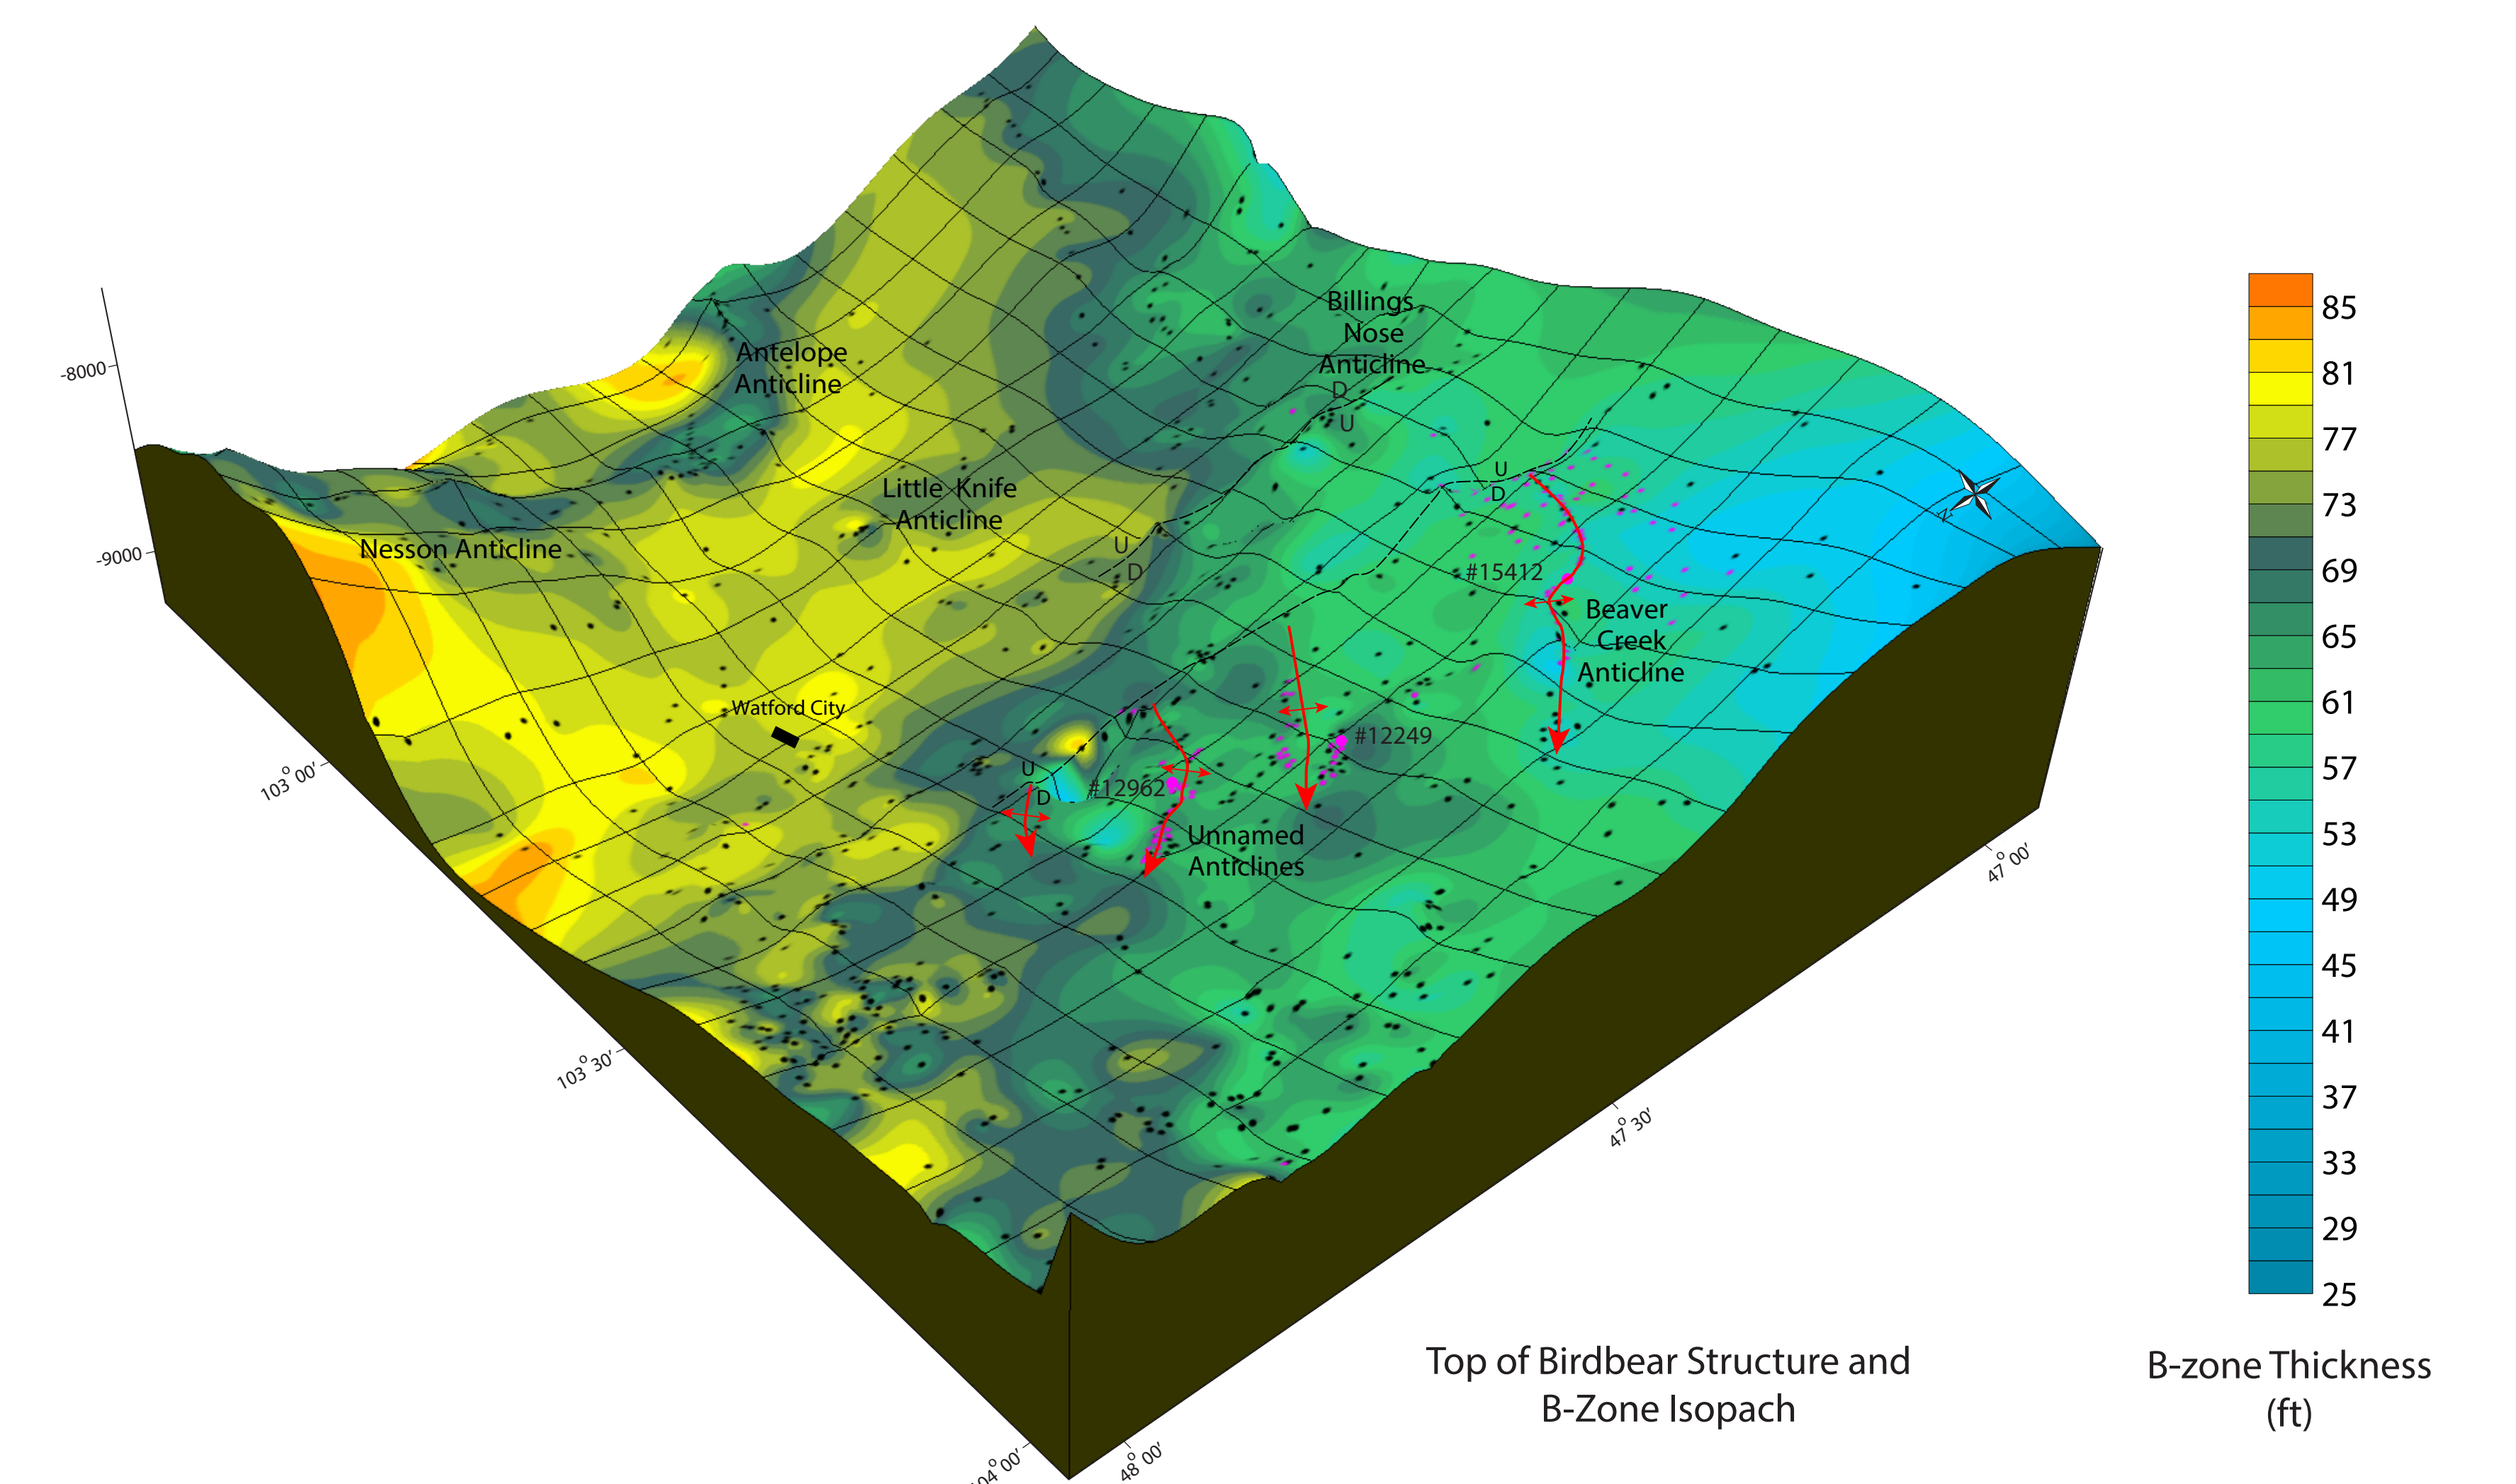 Billings
Nose
Anticline
D
U
Antelope
Anticline
-8000
U
D
Little Knife
Anticline
N
-9000
Nesson Anticline
U
D
#15412
Beaver
Creek
Anticline
Watford City
#12249
103° 00'
U
D
#12962
Unnamed
Anticlines
47° 00'
103° 30'
47° 30'
104° 00'
48° 00'
85
81
77
73
69
65
61
57
53
49
45
41
37
33
29
25
Top of Birdbear Structure and
B-Zone Isopach
B-zone Thickness
(ft)